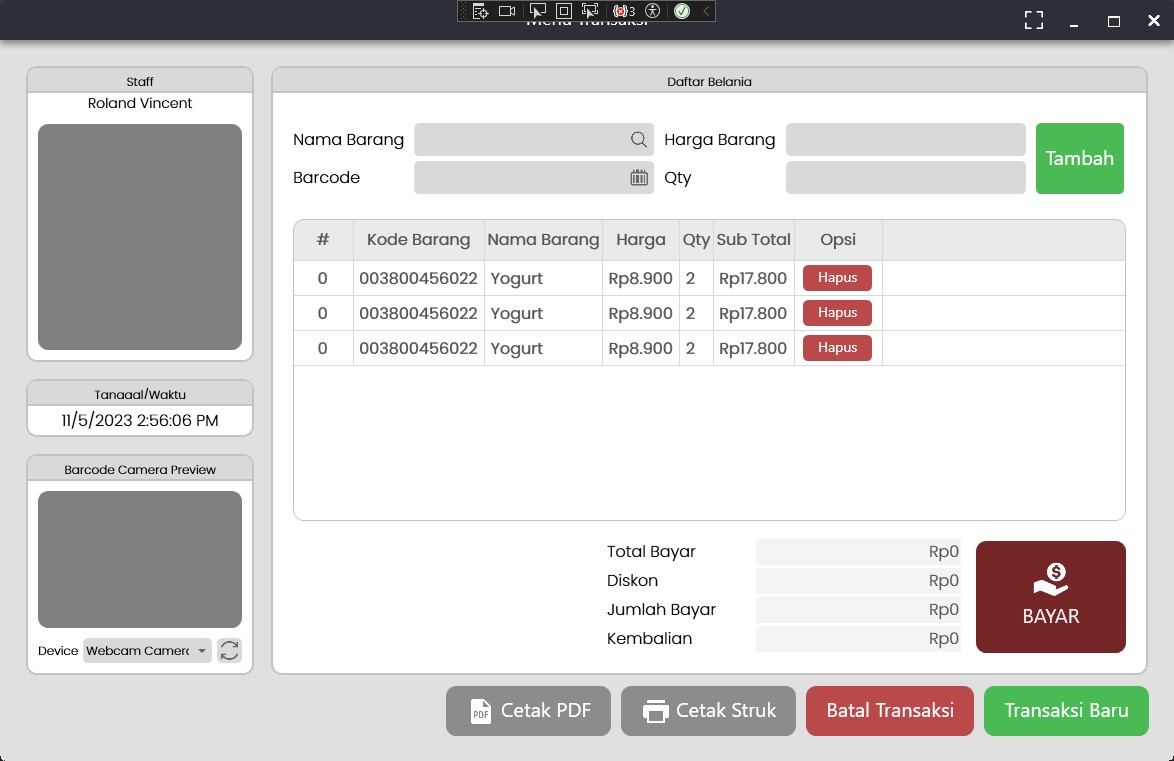 3
Menu Transaksi
Staff
Roland Vincent
Tanggal/Waktu
11/5/2023 2:56:06 PM
Barcode Camera Preview
Device Webcam Camera
Daftar Belanja
Nama Barang
Harga Barang
Barcode
Qty
Tambah
# Kode Barang Nama Barang Harga Qty Sub Total Opsi
0 003800456022 Yogurt Rp8.900 2 Rp17.800 Hapus
0 003800456022 Yogurt Rp8.900 2 Rp17.800 Hapus
0 003800456022 Yogurt Rp8.900 2 Rp17.800 Hapus
Total Bayar Rp0
Diskon Rp0
Jumlah Bayar Rp0
Kembalian Rp0
BAYAR
PDF Cetak PDF
Cetak Struk
Batal Transaksi
Transaksi Baru